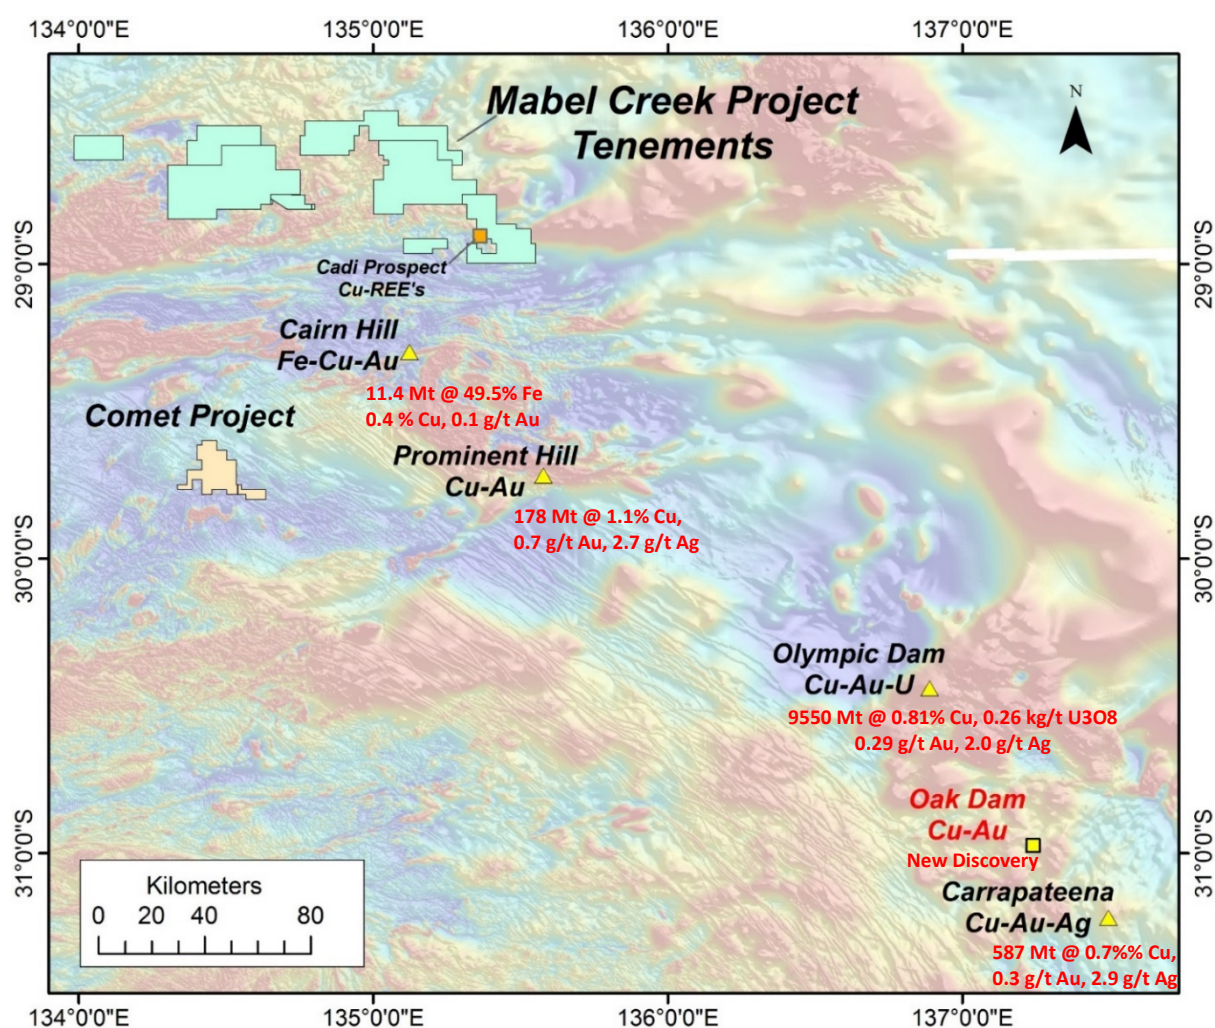 134°0'0"E
135°0'0"E
136°0'0"E
137°0'0"E
Mabel Creek Project
Tenements
N
29°0'0"S
29°0'0"S
Cadi Prospect
Cu-REE's
Cairn Hill
Fe-Cu-Au
11.4 Mt @ 49.5% Fe
0.4 % Cu, 0.1 g/t Au
Comet Project
Prominent Hill
Cu-Au
178 Mt @ 1.1% Cu,
0.7 g/t Au, 2.7 g/t Ag
30°0'0"S
30°0'0"S
Olympic Dam
Cu-Au-U
9550 Mt @ 0.81% Cu, 0.26 kg/t U3O8
0.29 g/t Au, 2.0 g/t Ag
Oak Dam
Cu-Au
New Discovery
31°0'0"S
31°0'0"S
Carrapateena
Cu-Au-Ag
587 Mt @ 0.7%% Cu,
0.3 g/t Au, 2.9 g/t Ag
Kilometers
0 20 40 80
134°0'0"E
135°0'0"E
136°0'0"E
137°0'0"E